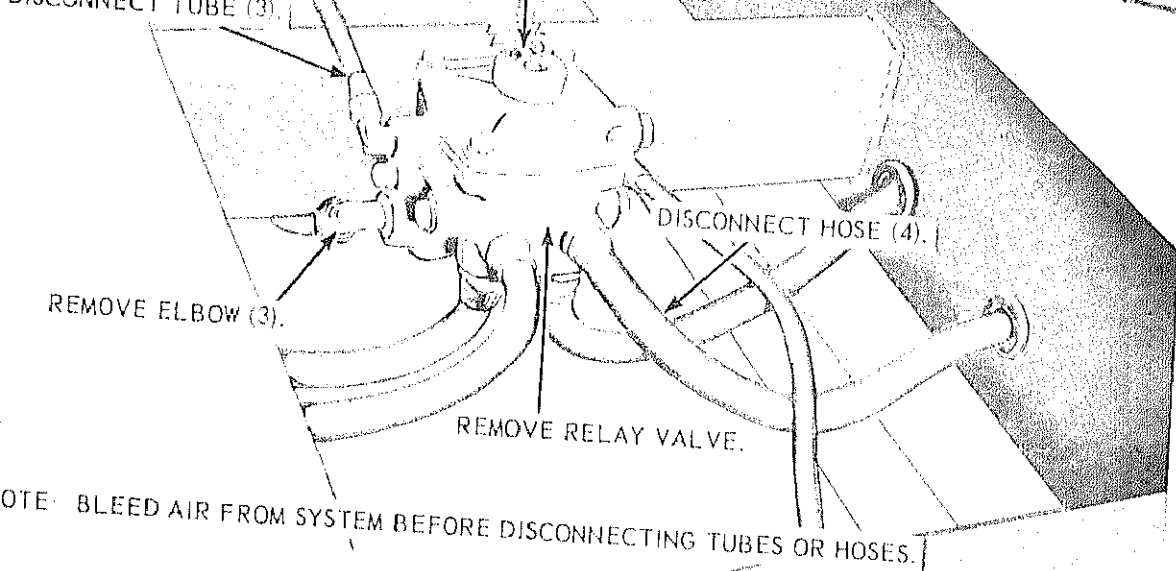 DISCONNECT TUBE (3).
DISCONNECT HOSE (4).
REMOVE ELBOW (3).
REMOVE RELAY VALVE.
OTE: BLEED AIR FROM SYSTEM BEFORE DISCONNECTING TUBES OR HOSES.